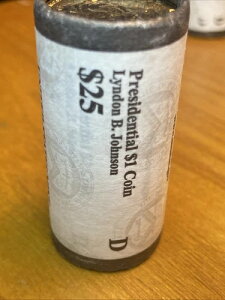 Presidential $1 Coin
Lyndon B. Johnson
$25
D